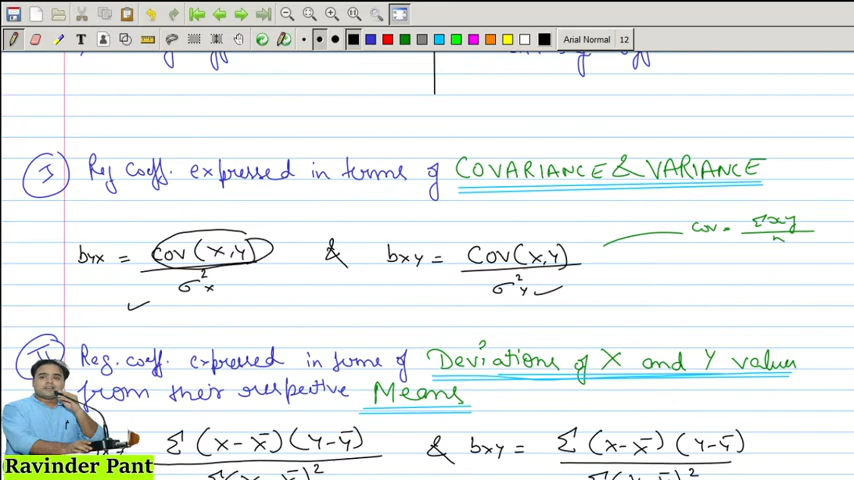 Arial Normal 12
I Reg Coeff. expressed in terms of COVARIANCE & VARIANCE
cov = Σxy / n
byx = Cov(X,Y) / σ²x & bxy = Cov(X,Y) / σ²y
II Reg. coeff. expressed in terms of Deviations of X and Y values
from their respective Means
Σ(X-X̄)(Y-Ȳ) & bxy = Σ(X-X̄)(Y-Ȳ)
Ravinder Pant